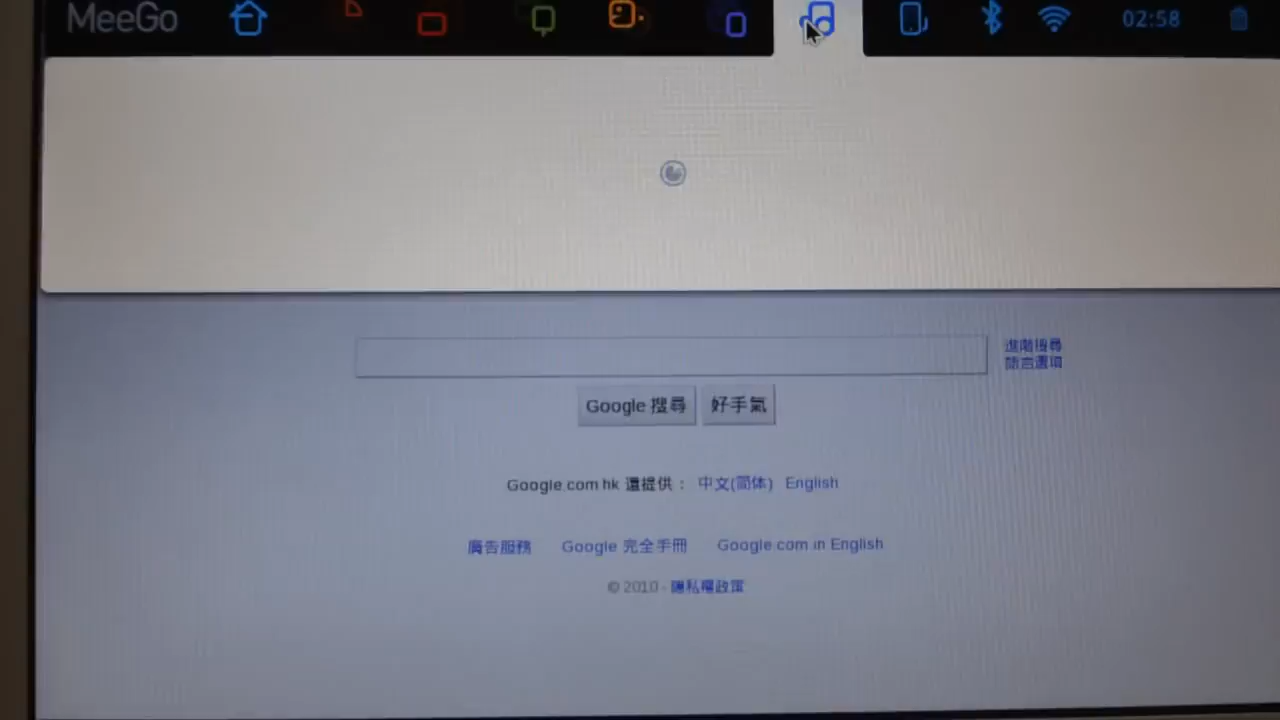 MeeGo
02:58
進階搜尋
語言選項
Google 搜尋
好手氣
Google.com.hk 還提供： 中文(简体) English
廣告服務 Google 完全手冊 Google.com in English
© 2010 - 隱私權政策